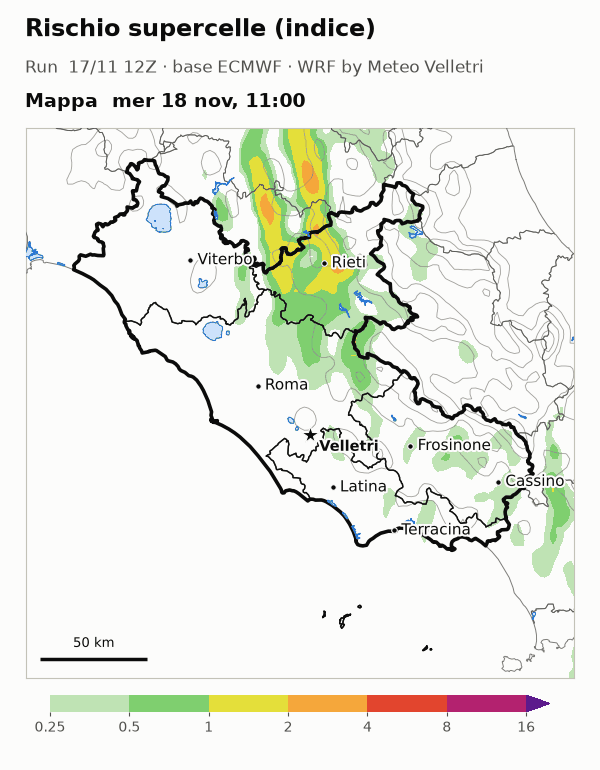 Rischio supercelle (indice)
Run  17/11 12Z · base ECMWF · WRF by Meteo Velletri
Mappa  mer 18 nov, 11:00
Viterbo
Rieti
Roma
Velletri
Frosinone
Cassino
Latina
Terracina
50 km
0.25 0.5 1 2 4 8 16